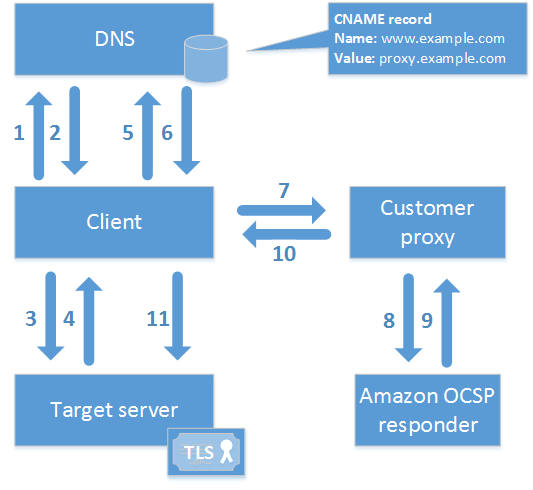 DNS
CNAME record
Name: www.example.com
Value: proxy.example.com
1
2
5
6
Client
7
10
Customer
proxy
3
4
11
8
9
Target server
TLS
Amazon OCSP
responder